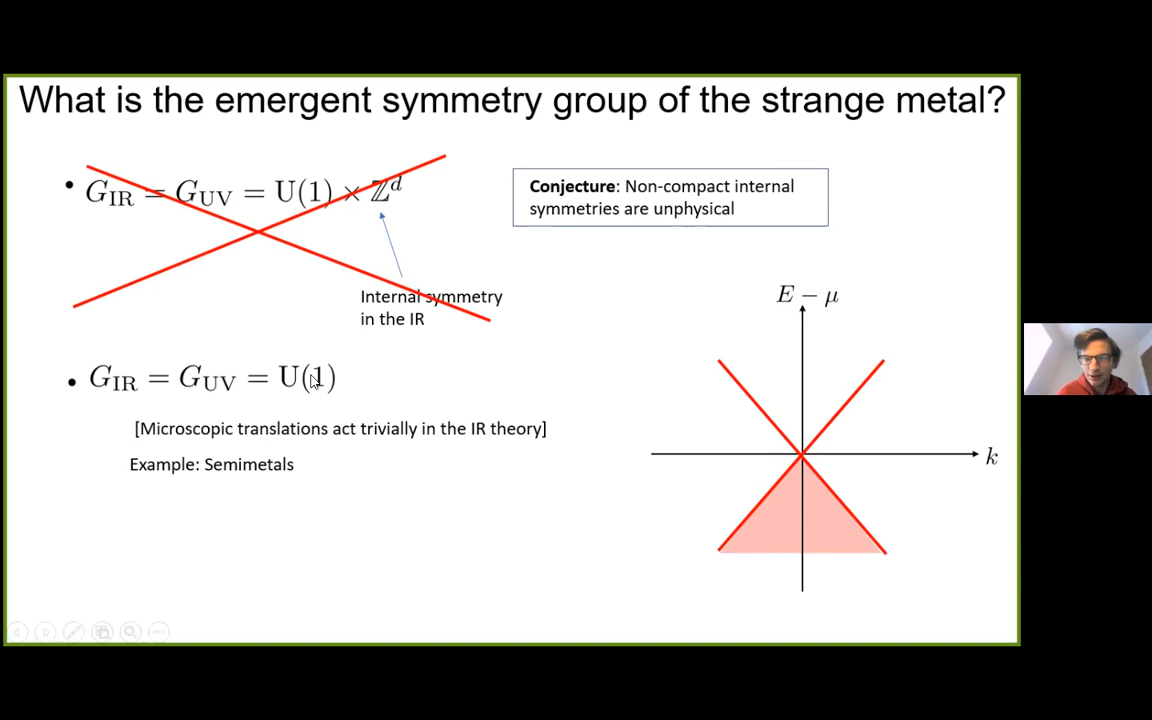 What is the emergent symmetry group of the strange metal?
• G_IR = G_UV = U(1) × ℤ^d
Conjecture: Non-compact internal
symmetries are unphysical
Internal symmetry
in the IR
E − μ
• G_IR = G_UV = U(1)
[Microscopic translations act trivially in the IR theory]
k
Example: Semimetals